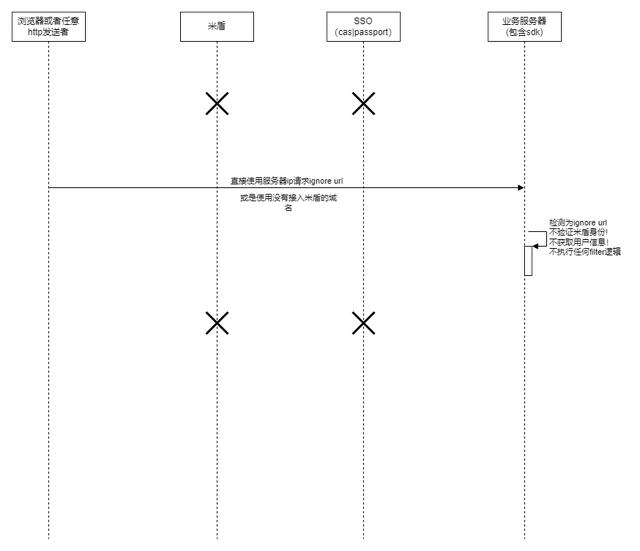 浏览器或者任意
http发送者
米盾
SSO
（cas|passport）
业务服务器
(包含sdk)
直接使用服务器ip请求ignore url
或是使用没有接入米盾的域
名
检测为ignore url
不验证米盾身份!
不获取用户信息!
不执行任何filter逻辑